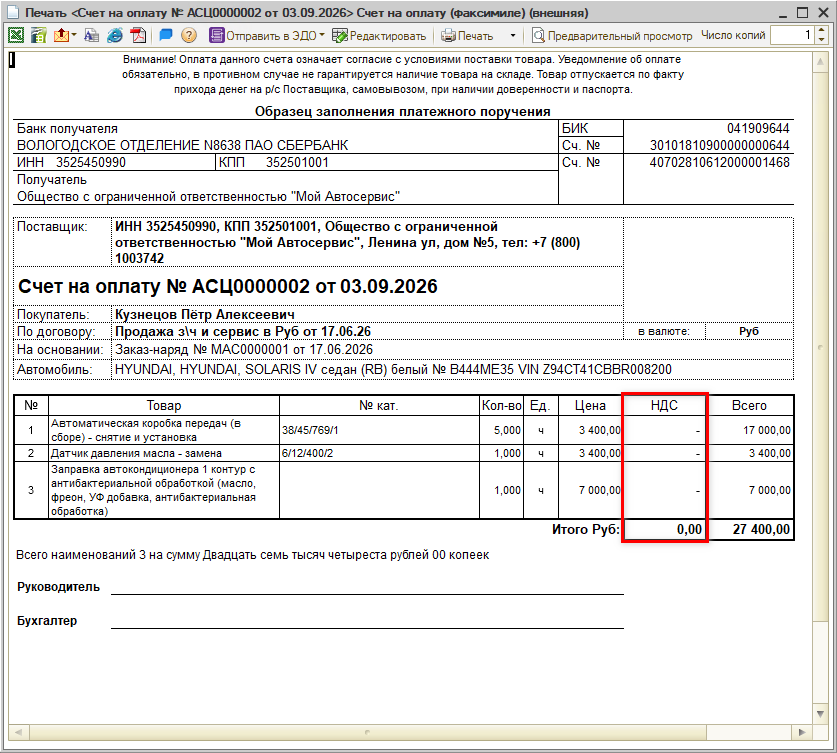 Печать <Счет на оплату № АСЦ0000002 от 03.09.2026> Счет на оплату (факсимиле) (внешняя)
Отправить в ЭДО Редактировать Печать Предварительный просмотр Число копий 1
Внимание! Оплата данного счета означает согласие с условиями поставки товара. Уведомление об оплате
обязательно, в противном случае не гарантируется наличие товара на складе. Товар отпускается по факту
прихода денег на р/с Поставщика, самовывозом, при наличии доверенности и паспорта.
Образец заполнения платежного поручения
Банк получателя БИК 041909644
ВОЛОГОДСКОЕ ОТДЕЛЕНИЕ N8638 ПАО СБЕРБАНК Сч. № 30101810900000000644
ИНН 3525450990 КПП 352501001 Сч. № 40702810612000001468
Получатель
Общество с ограниченной ответственностью "Мой Автосервис"
Поставщик: ИНН 3525450990, КПП 352501001, Общество с ограниченной
ответственностью "Мой Автосервис", Ленина ул, дом №5, тел: +7 (800)
1003742
Счет на оплату № АСЦ0000002 от 03.09.2026
Покупатель: Кузнецов Пётр Алексеевич
По договору: Продажа з\ч и сервис в Руб от 17.06.26 в валюте: Руб
На основании: Заказ-наряд № МАС0000001 от 17.06.2026
Автомобиль: HYUNDAI, HYUNDAI, SOLARIS IV седан (RB) белый № В444МЕ35 VIN Z94CT41CBBR008200
№ Товар № кат. Кол-во Ед. Цена НДС Всего
1 Автоматическая коробка передач (в
сборе) - снятие и установка 38/45/769/1 5,000 ч 3 400,00 - 17 000,00
2 Датчик давления масла - замена 6/12/400/2 1,000 ч 3 400,00 - 3 400,00
Заправка автокондиционера 1 контур с
антибактериальной обработкой (масло,
3 фреон, УФ добавка, антибактериальная 1,000 ч 7 000,00 - 7 000,00
обработка)
Итого Руб: 0,00 27 400,00
Всего наименований 3 на сумму Двадцать семь тысяч четыреста рублей 00 копеек
Руководитель
Бухгалтер